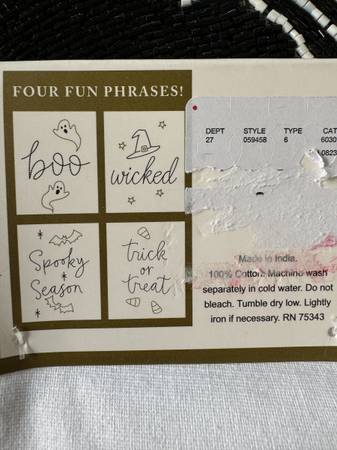 FOUR FUN PHRASES!
boo
wicked
Spooky
Season
trick
or
treat
DEPT STYLE TYPE CAT
27 059458 6 6030
0823
Made in India.
100% Cotton. Machine wash
separately in cold water. Do not
bleach. Tumble dry low. Lightly
iron if necessary. RN 75343